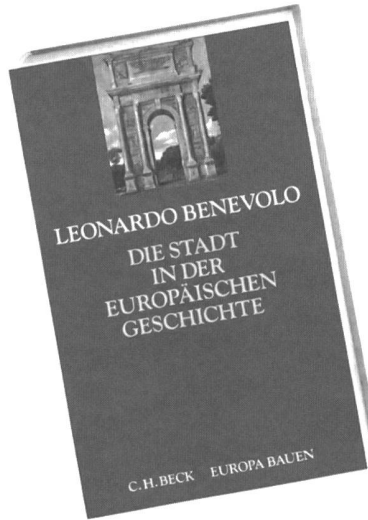 LEONARDO BENEVOLO
DIE STADT
IN DER
EUROPÄISCHEN
GESCHICHTE
C.H.BECK EUROPA BAUEN